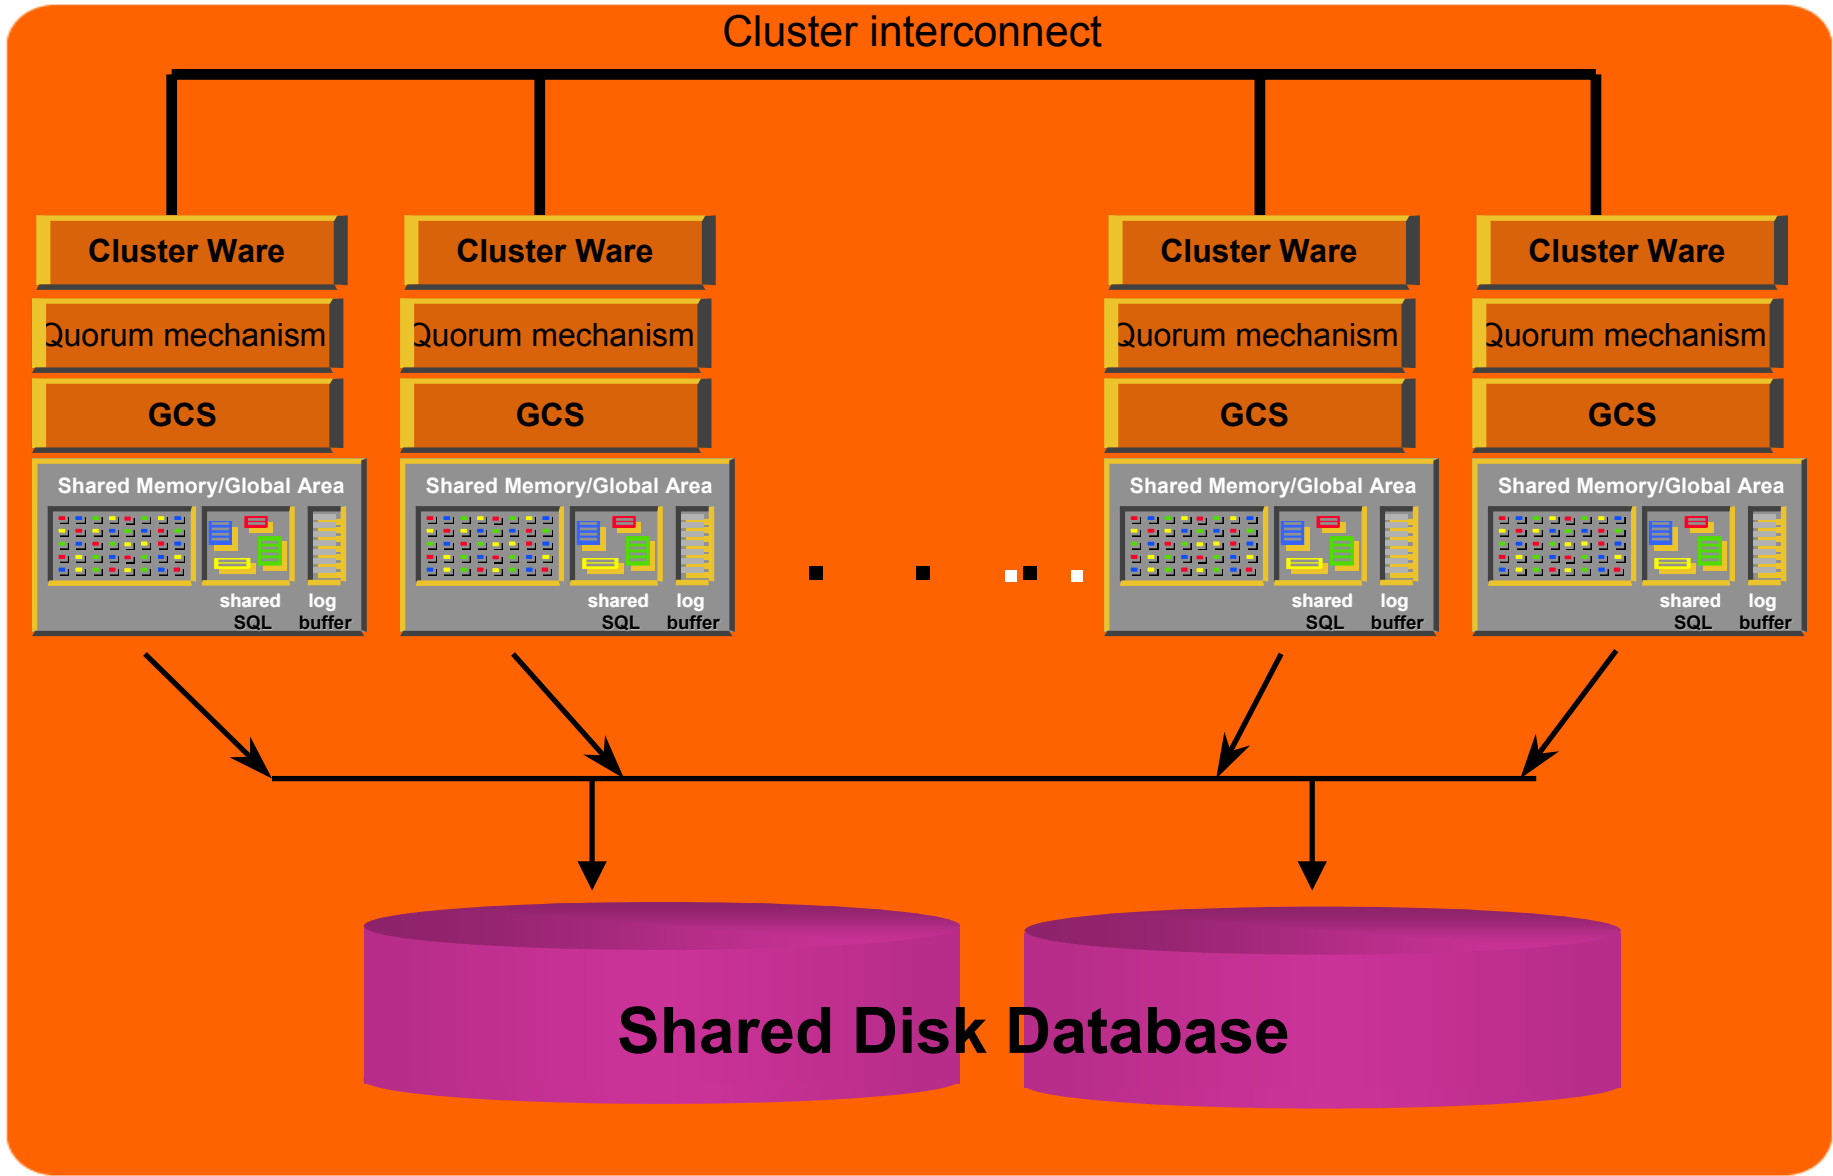 Cluster interconnect
Cluster Ware Cluster Ware Cluster Ware Cluster Ware
Quorum mechanism Quorum mechanism Quorum mechanism Quorum mechanism
GCS GCS GCS GCS
Shared Memory/Global Area Shared Memory/Global Area Shared Memory/Global Area Shared Memory/Global Area
shared log shared log shared log shared log
SQL buffer SQL buffer SQL buffer SQL buffer
Shared Disk Database